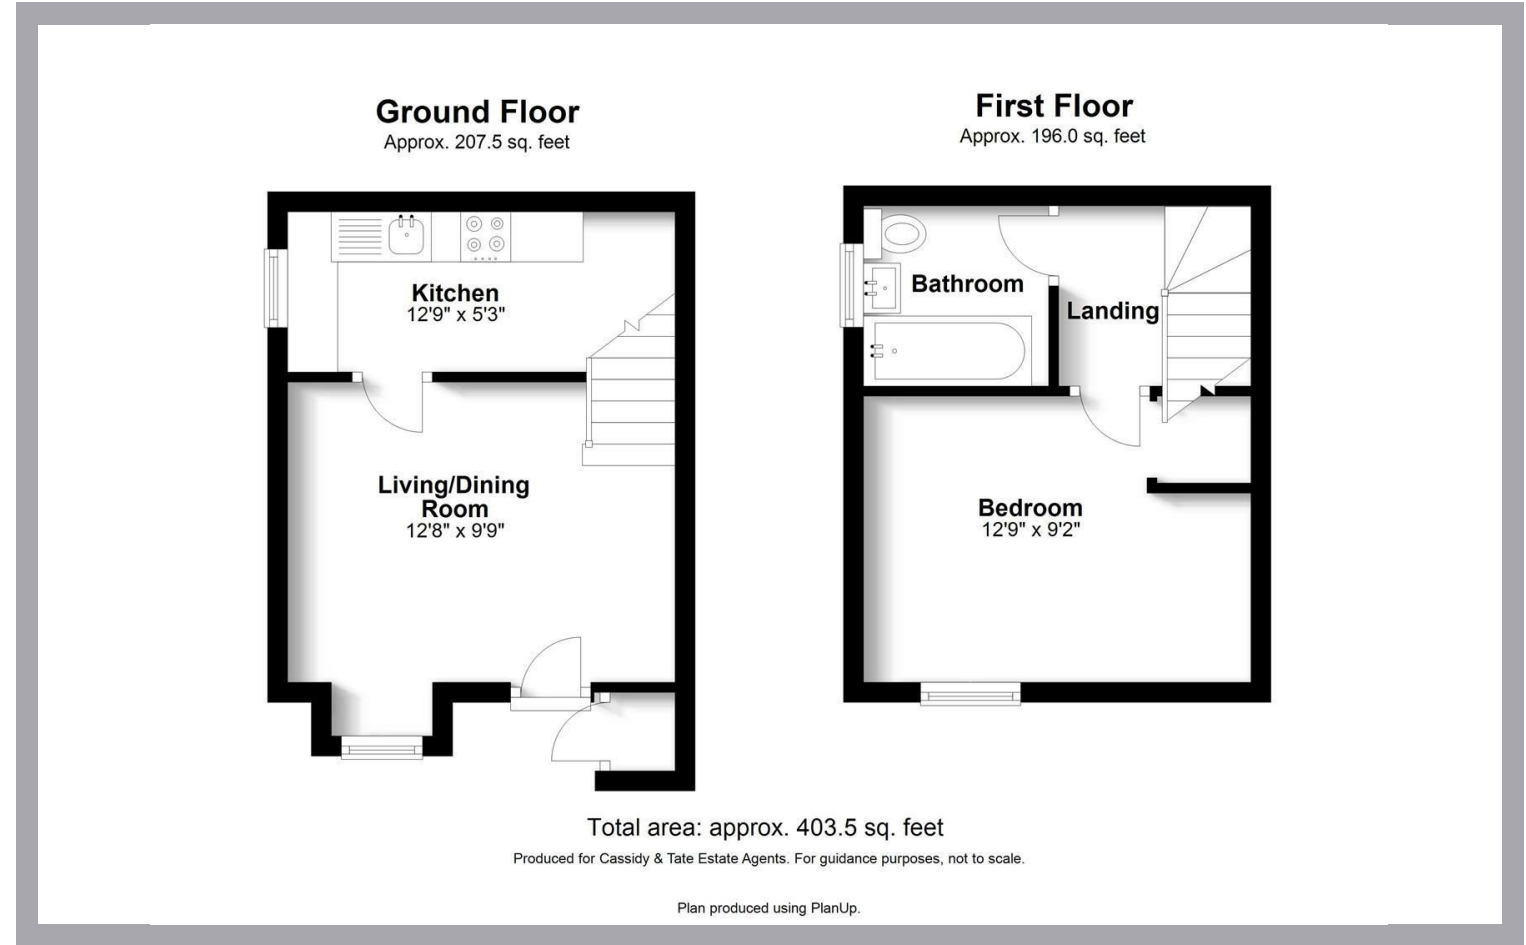 Ground Floor
Approx. 207.5 sq. feet
Kitchen
12'9" x 5'3"
Living/Dining
Room
12'8" x 9'9"
First Floor
Approx. 196.0 sq. feet
Bathroom
Landing
Bedroom
12'9" x 9'2"
Total area: approx. 403.5 sq. feet
Produced for Cassidy & Tate Estate Agents. For guidance purposes, not to scale.
Plan produced using PlanUp.